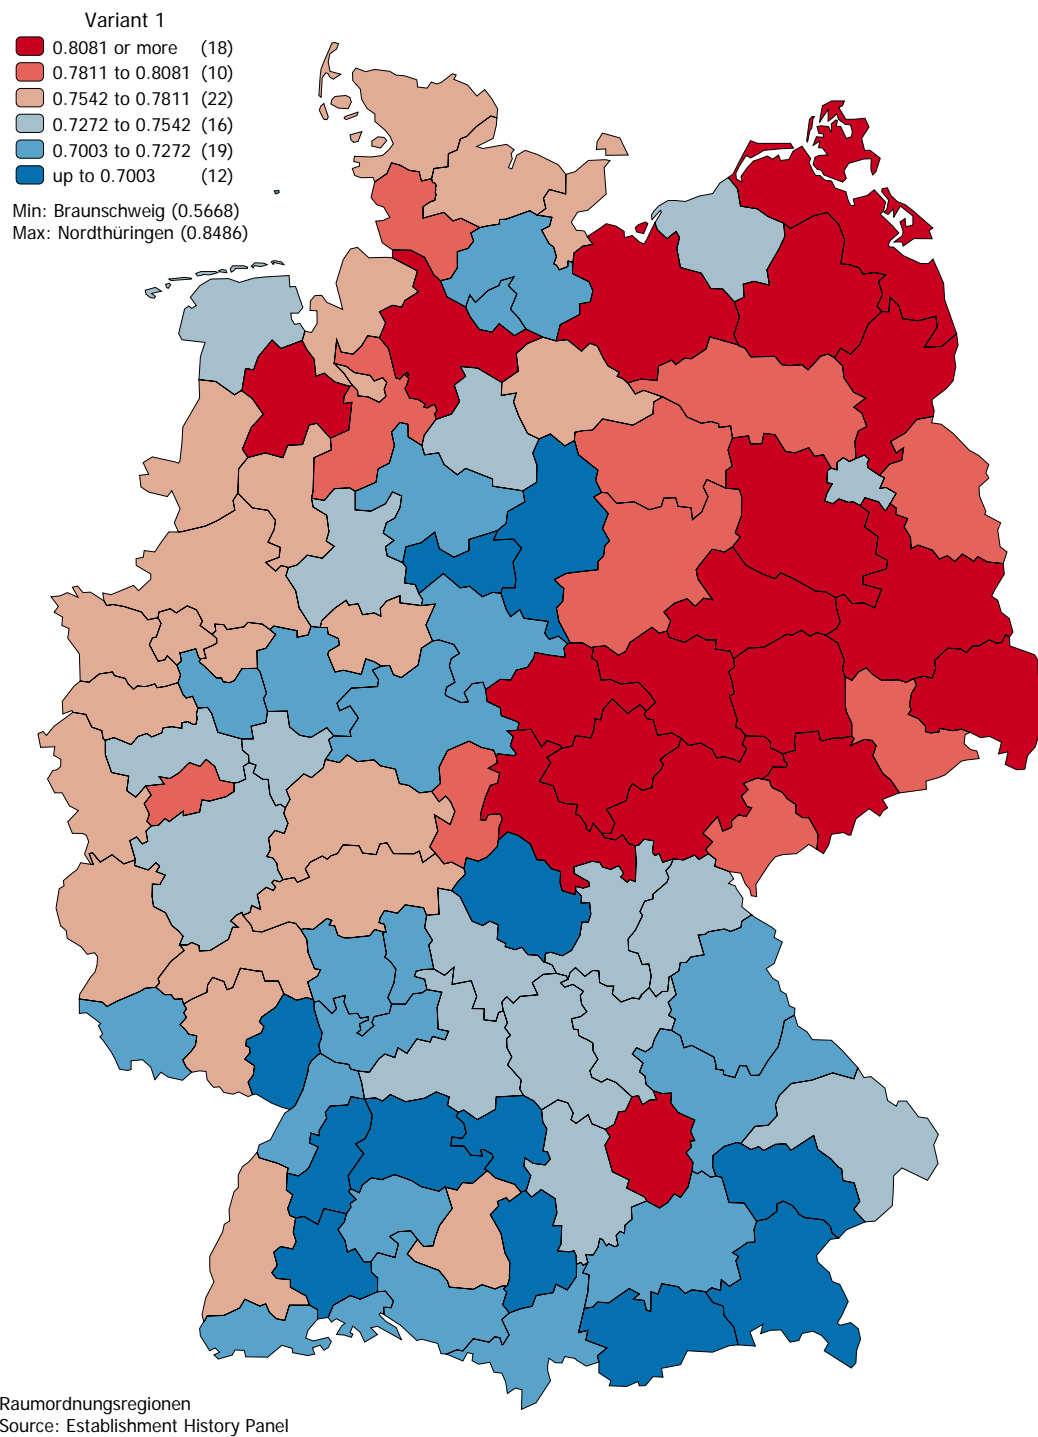 Variant 1
0.8081 or more (18)
0.7811 to 0.8081 (10)
0.7542 to 0.7811 (22)
0.7272 to 0.7542 (16)
0.7003 to 0.7272 (19)
up to 0.7003 (12)
Min: Braunschweig (0.5668)
Max: Nordthüringen (0.8486)
Raumordnungsregionen
Source: Establishment History Panel